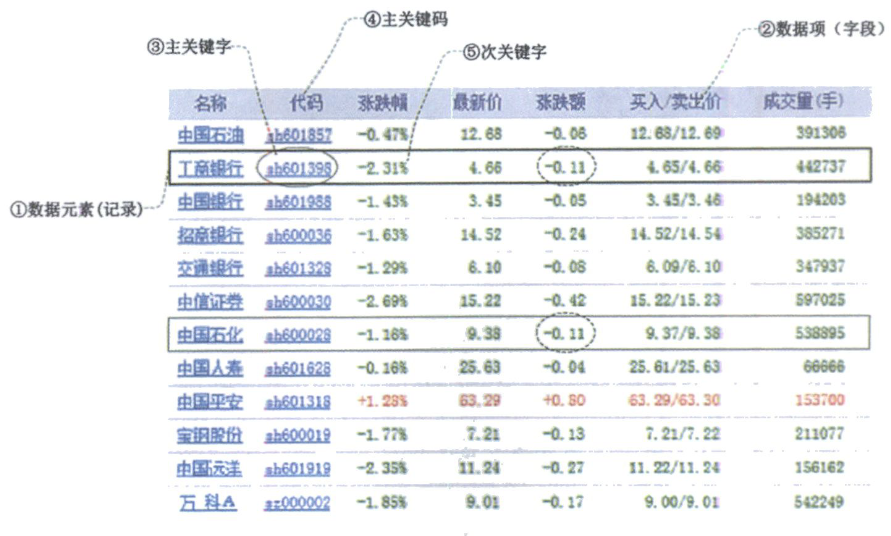 ④主关键码
③主关键字
⑤次关键字
②数据项（字段）
名称 代码 涨跌幅 最新价 涨跌额 买入/卖出价 成交量(手)
中国石油 sh601857 -0.47% 12.68 -0.06 12.68/12.69 391306
工商银行 sh601398 -2.31% 4.66 -0.11 4.65/4.66 442737
中国银行 sh601988 -1.43% 3.45 -0.05 3.45/3.46 194203
①数据元素(记录)
招商银行 sh600036 -1.63% 14.52 -0.24 14.52/14.54 385271
交通银行 sh601328 -1.29% 6.10 -0.08 6.09/6.10 347937
中信证券 sh600030 -2.69% 15.22 -0.42 15.22/15.23 597025
中国石化 sh600028 -1.16% 9.38 -0.11 9.37/9.38 538895
中国人寿 sh601628 -0.16% 25.63 -0.04 25.61/25.63 66666
中国平安 sh601318 +1.28% 63.29 +0.80 63.29/63.30 153700
宝钢股份 sh600019 -1.77% 7.21 -0.13 7.21/7.22 211077
中国远洋 sh601919 -2.35% 11.24 -0.27 11.22/11.24 156162
万 科A sz000002 -1.85% 9.01 -0.17 9.00/9.01 542249